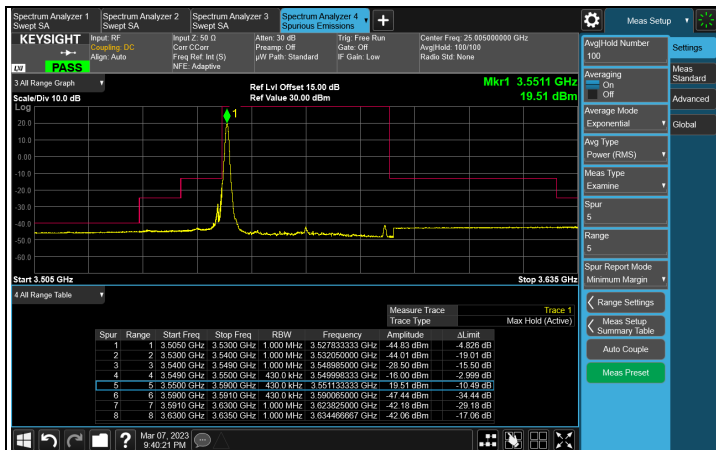 Spectrum Analyzer 1 Spectrum Analyzer 2 Spectrum Analyzer 3 Spectrum Analyzer 4
Swept SA Swept SA Swept SA Spurious Emissions
Meas Setup
KEYSIGHT Input: RF Input Z: 50 Ω Atten: 30 dB Trig: Free Run Center Freq: 25.005000000 GHz
Coupling: DC Corr CCorr Preamp: Off Gate: Off Avg|Hold: 100/100
Align: Auto Freq Ref: Int (S) µW Path: Standard IF Gain: Low Radio Std: None
NFE: Adaptive
LXI PASS
3 All Range Graph
Ref Lvl Offset 15.00 dB Mkr1 3.5511 GHz
Scale/Div 10.0 dB Ref Value 30.00 dBm 19.51 dBm
Log
1
20.0
10.0
0.00
-10.0
-20.0
-30.0
-40.0
-50.0
-60.0
Start 3.505 GHz Stop 3.635 GHz
4 All Range Table
Measure Trace Trace 1
Trace Type Max Hold (Active)
Spur Range Start Freq Stop Freq RBW Frequency Amplitude ΔLimit
1 1 3.5050 GHz 3.5300 GHz 1.000 MHz 3.527833333 GHz -44.83 dBm -4.826 dB
2 2 3.5300 GHz 3.5400 GHz 1.000 MHz 3.532050000 GHz -44.01 dBm -19.01 dB
3 3 3.5400 GHz 3.5490 GHz 1.000 MHz 3.548985000 GHz -28.50 dBm -15.50 dB
4 4 3.5490 GHz 3.5500 GHz 430.0 kHz 3.549998333 GHz -16.00 dBm -2.999 dB
5 5 3.5500 GHz 3.5900 GHz 430.0 kHz 3.551133333 GHz 19.51 dBm -10.49 dB
6 6 3.5900 GHz 3.5910 GHz 430.0 kHz 3.590065000 GHz -47.44 dBm -34.44 dB
7 7 3.5910 GHz 3.6300 GHz 1.000 MHz 3.623825000 GHz -42.18 dBm -29.18 dB
8 8 3.6300 GHz 3.6350 GHz 1.000 MHz 3.634466667 GHz -42.06 dBm -17.06 dB
Mar 07, 2023
9:40:21 PM
Avg|Hold Number
100
Averaging
On
Off
Average Mode
Exponential
Avg Type
Power (RMS)
Meas Type
Examine
Spur
5
Range
5
Spur Report Mode
Minimum Margin
Range Settings
Meas Setup
Summary Table
Auto Couple
Meas Preset
Settings
Meas
Standard
Advanced
Global